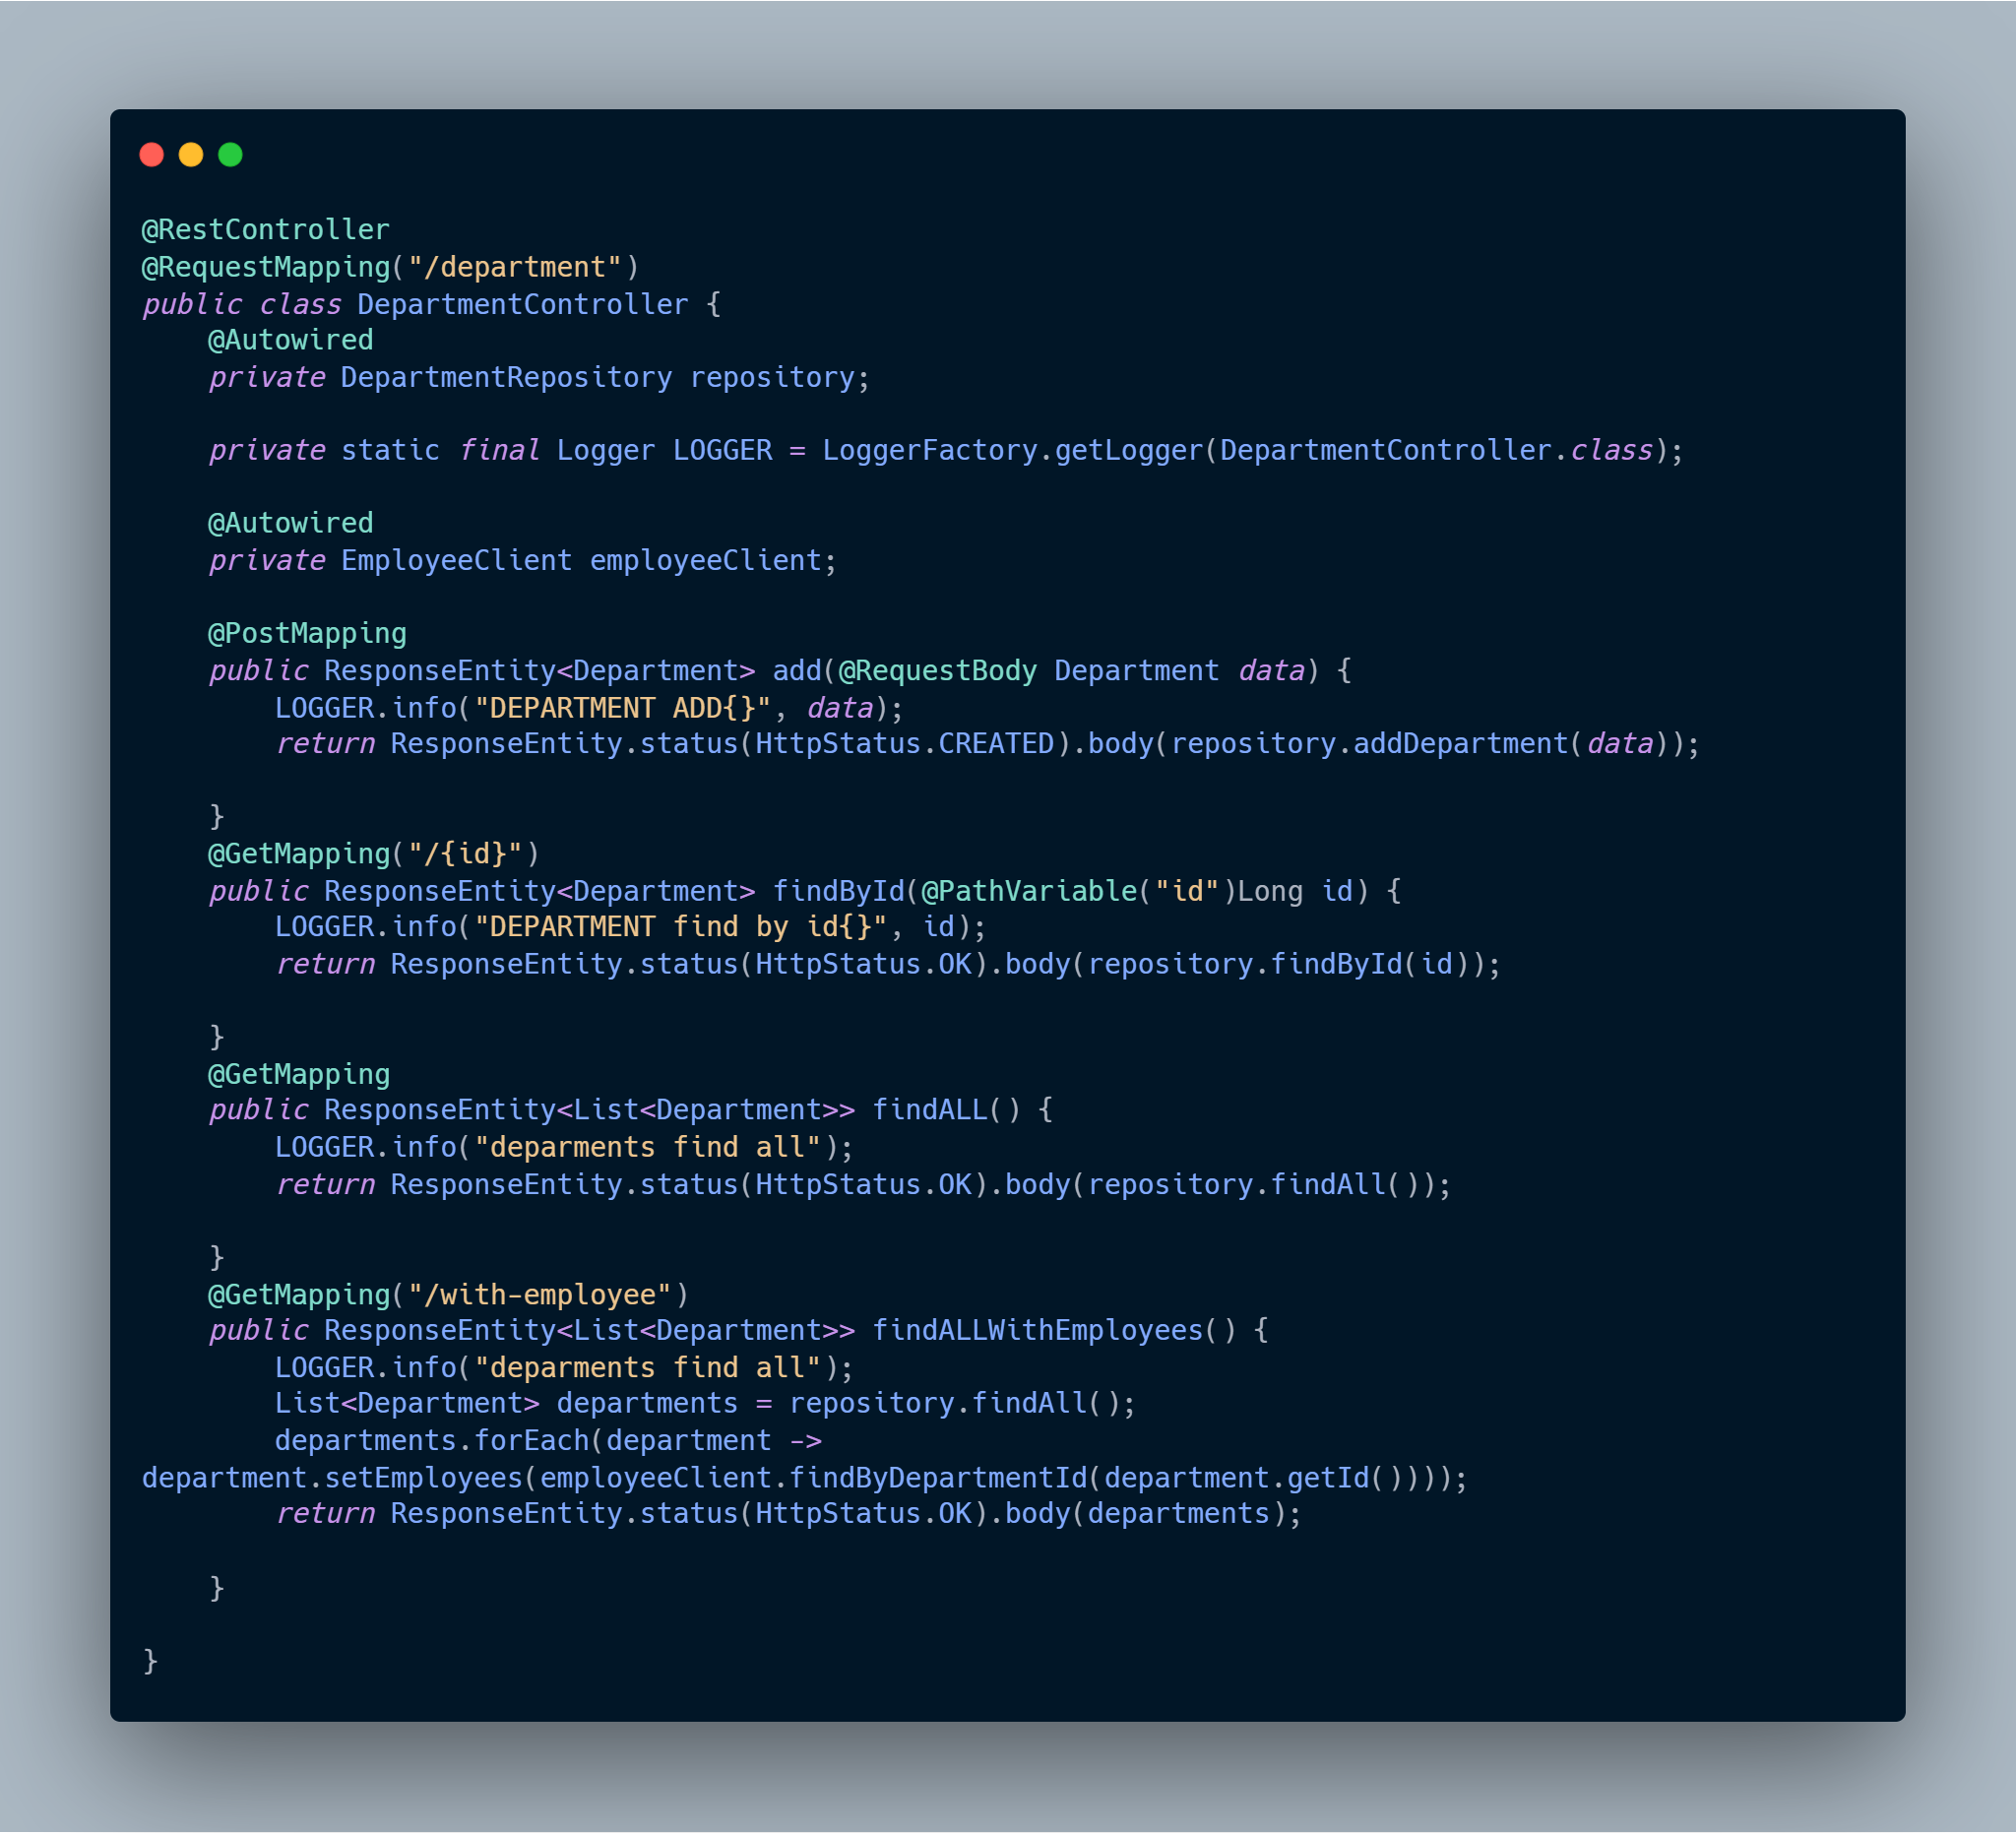 @RestController
@RequestMapping("/department")
public class DepartmentController {
    @Autowired
    private DepartmentRepository repository;

    private static final Logger LOGGER = LoggerFactory.getLogger(DepartmentController.class);

    @Autowired
    private EmployeeClient employeeClient;

    @PostMapping
    public ResponseEntity<Department> add(@RequestBody Department data) {
        LOGGER.info("DEPARTMENT ADD{}", data);
        return ResponseEntity.status(HttpStatus.CREATED).body(repository.addDepartment(data));

    }
    @GetMapping("/{id}")
    public ResponseEntity<Department> findById(@PathVariable("id")Long id) {
        LOGGER.info("DEPARTMENT find by id{}", id);
        return ResponseEntity.status(HttpStatus.OK).body(repository.findById(id));

    }
    @GetMapping
    public ResponseEntity<List<Department>> findALL() {
        LOGGER.info("deparments find all");
        return ResponseEntity.status(HttpStatus.OK).body(repository.findAll());

    }
    @GetMapping("/with-employee")
    public ResponseEntity<List<Department>> findALLWithEmployees() {
        LOGGER.info("deparments find all");
        List<Department> departments = repository.findAll();
        departments.forEach(department ->
department.setEmployees(employeeClient.findByDepartmentId(department.getId())));
        return ResponseEntity.status(HttpStatus.OK).body(departments);

    }

}